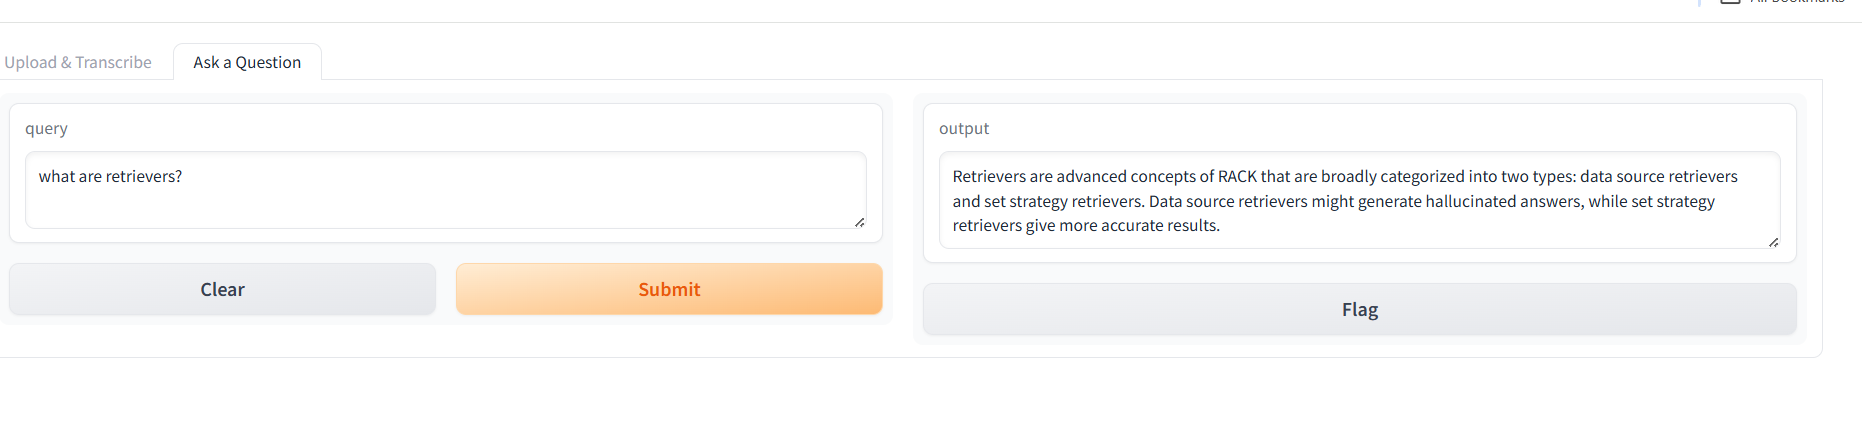 Upload & Transcribe
Ask a Question
query
what are retrievers?
Clear
Submit
output
Retrievers are advanced concepts of RACK that are broadly categorized into two types: data source retrievers
and set strategy retrievers. Data source retrievers might generate hallucinated answers, while set strategy
retrievers give more accurate results.
Flag